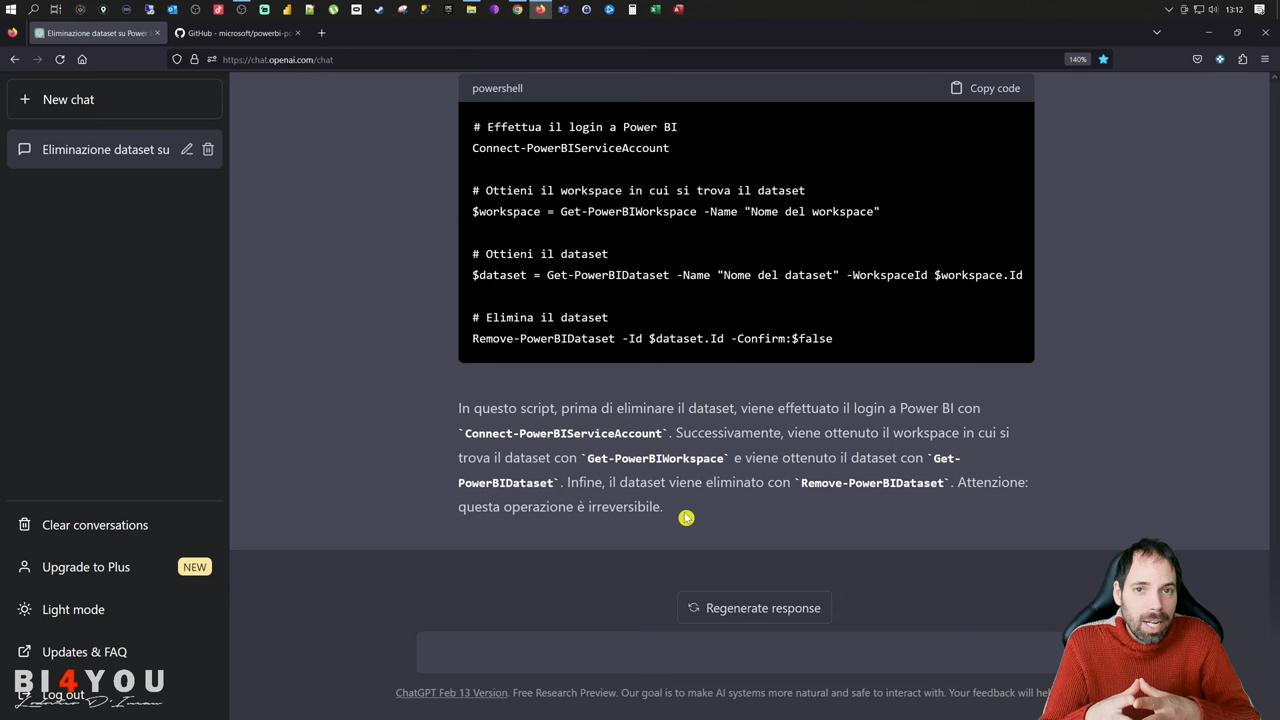 13:12
Eliminazione dataset su Power B
GitHub - microsoft/powerbi-po
https://chat.openai.com/chat
140%
New chat
Eliminazione dataset su
powershell
Copy code
# Effettua il login a Power BI
Connect-PowerBIServiceAccount
# Ottieni il workspace in cui si trova il dataset
$workspace = Get-PowerBIWorkspace -Name "Nome del workspace"
# Ottieni il dataset
$dataset = Get-PowerBIDataset -Name "Nome del dataset" -WorkspaceId $workspace.Id
# Elimina il dataset
Remove-PowerBIDataset -Id $dataset.Id -Confirm:$false
In questo script, prima di eliminare il dataset, viene effettuato il login a Power BI con
`Connect-PowerBIServiceAccount`. Successivamente, viene ottenuto il workspace in cui si
trova il dataset con `Get-PowerBIWorkspace` e viene ottenuto il dataset con `Get-
PowerBIDataset`. Infine, il dataset viene eliminato con `Remove-PowerBIDataset`. Attenzione:
questa operazione è irreversibile.
Clear conversations
Upgrade to Plus
NEW
Light mode
Updates & FAQ
Log out
BI4YOU
Regenerate response
ChatGPT Feb 13 Version. Free Research Preview. Our goal is to make AI systems more natural and safe to interact with. Your feedback will he